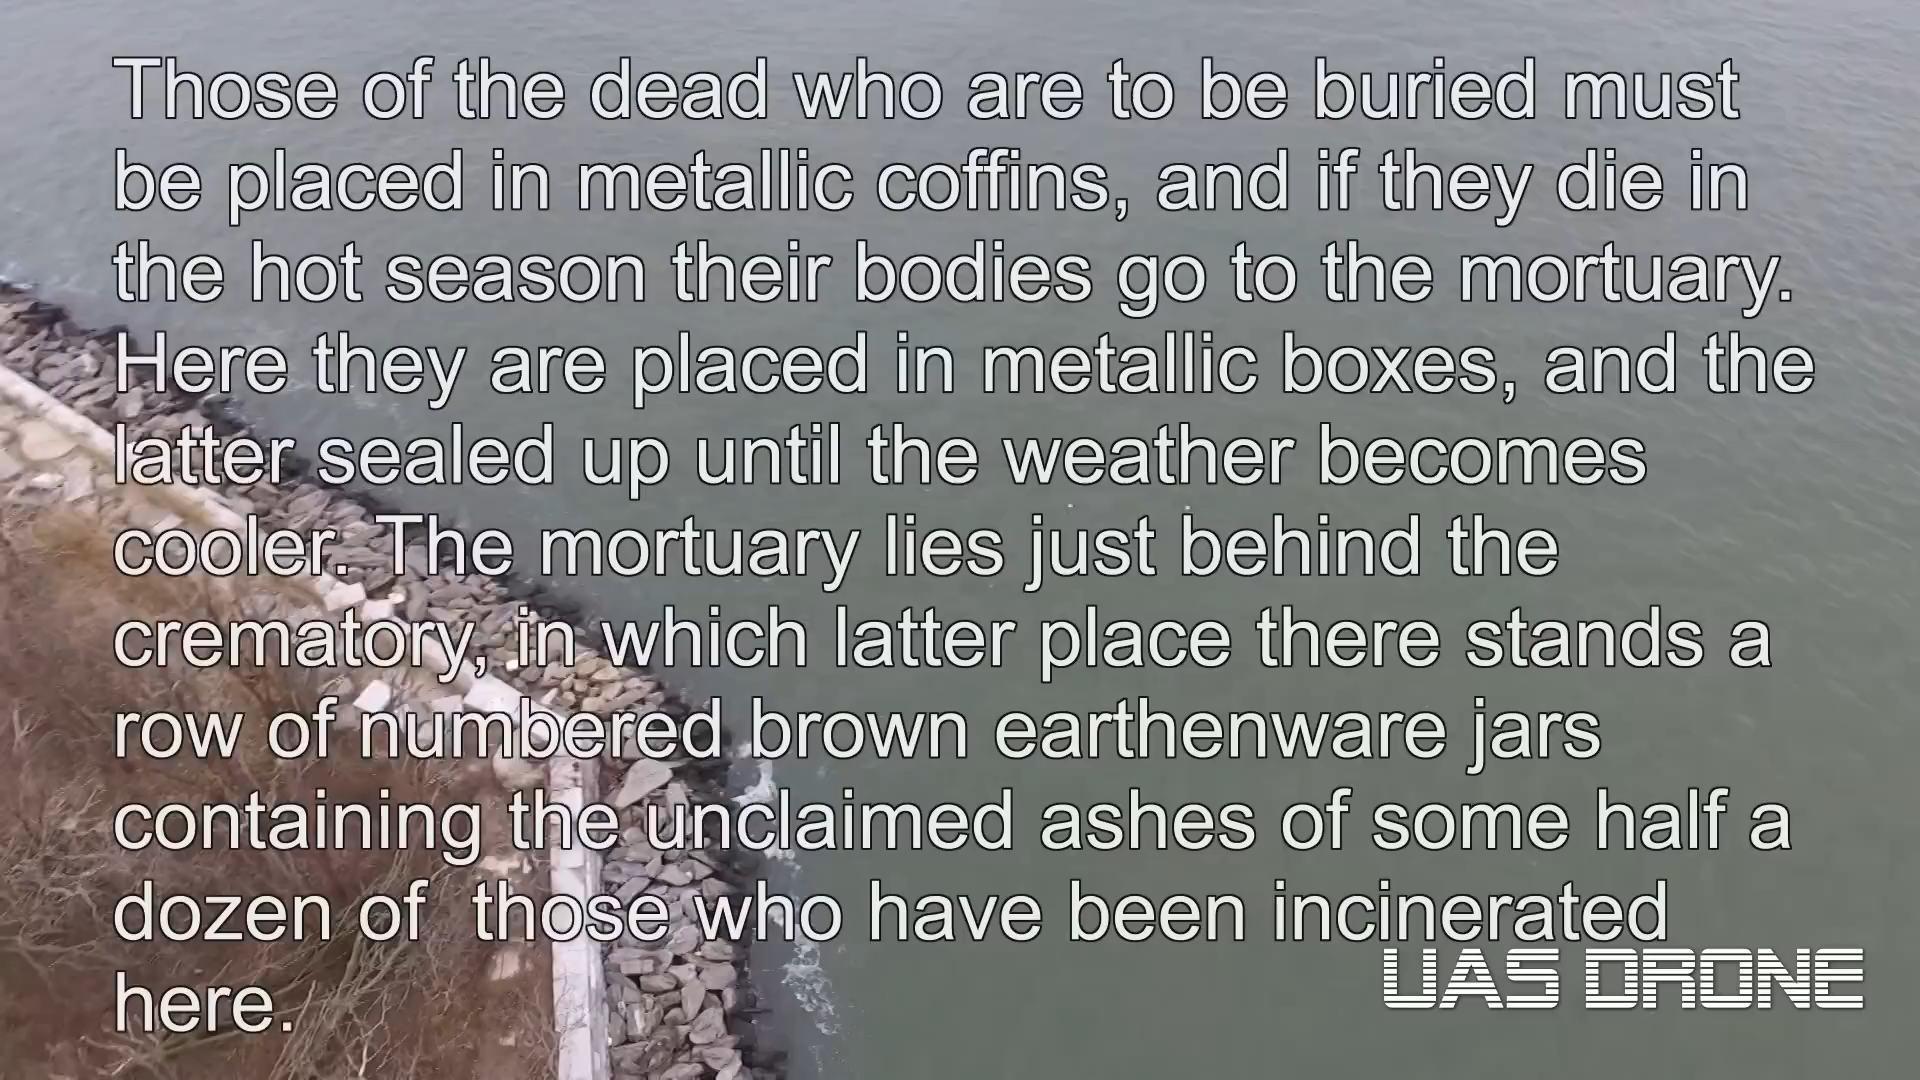 Those of the dead who are to be buried must
be placed in metallic coffins, and if they die in
the hot season their bodies go to the mortuary.
Here they are placed in metallic boxes, and the
latter sealed up until the weather becomes
cooler. The mortuary lies just behind the
crematory, in which latter place there stands a
row of numbered brown earthenware jars
containing the unclaimed ashes of some half a
dozen of  those who have been incinerated
here.
UAS DRONE